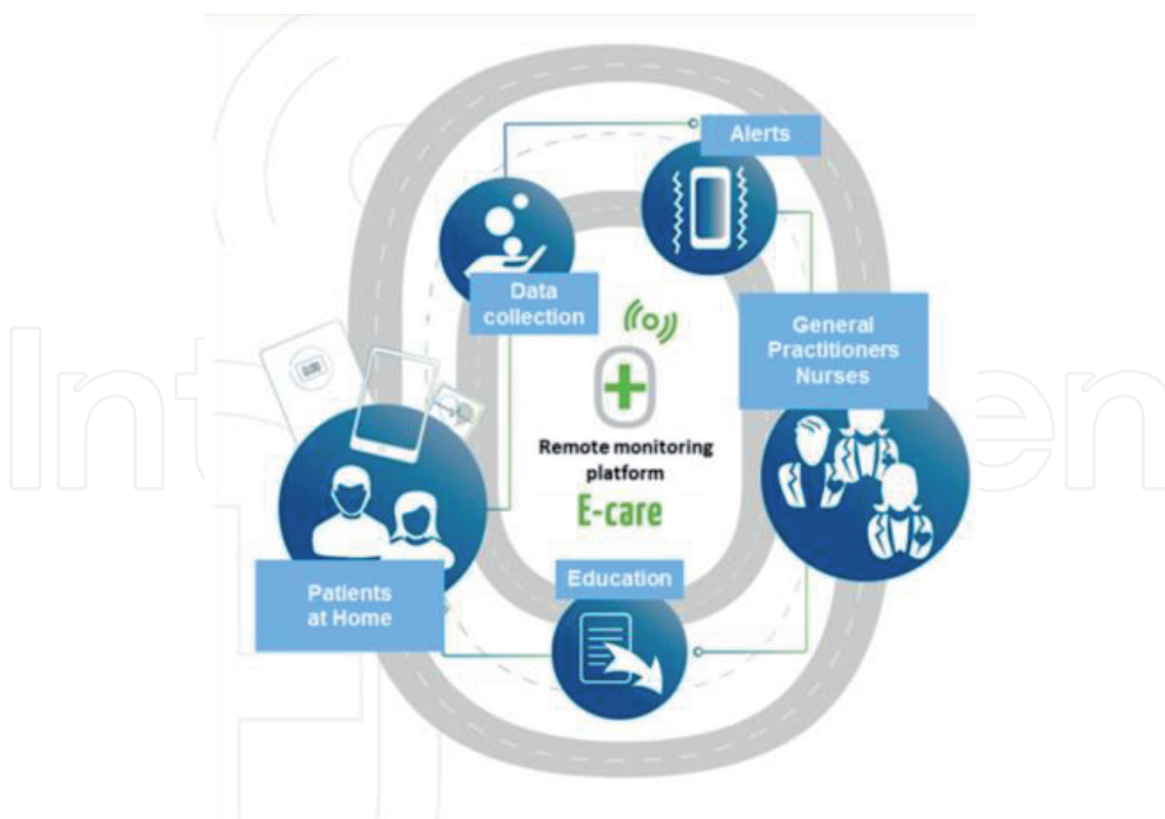 Alerts
Data
collection
General
Practitioners
Nurses
Remote monitoring
platform
E-care
Education
Patients
at Home